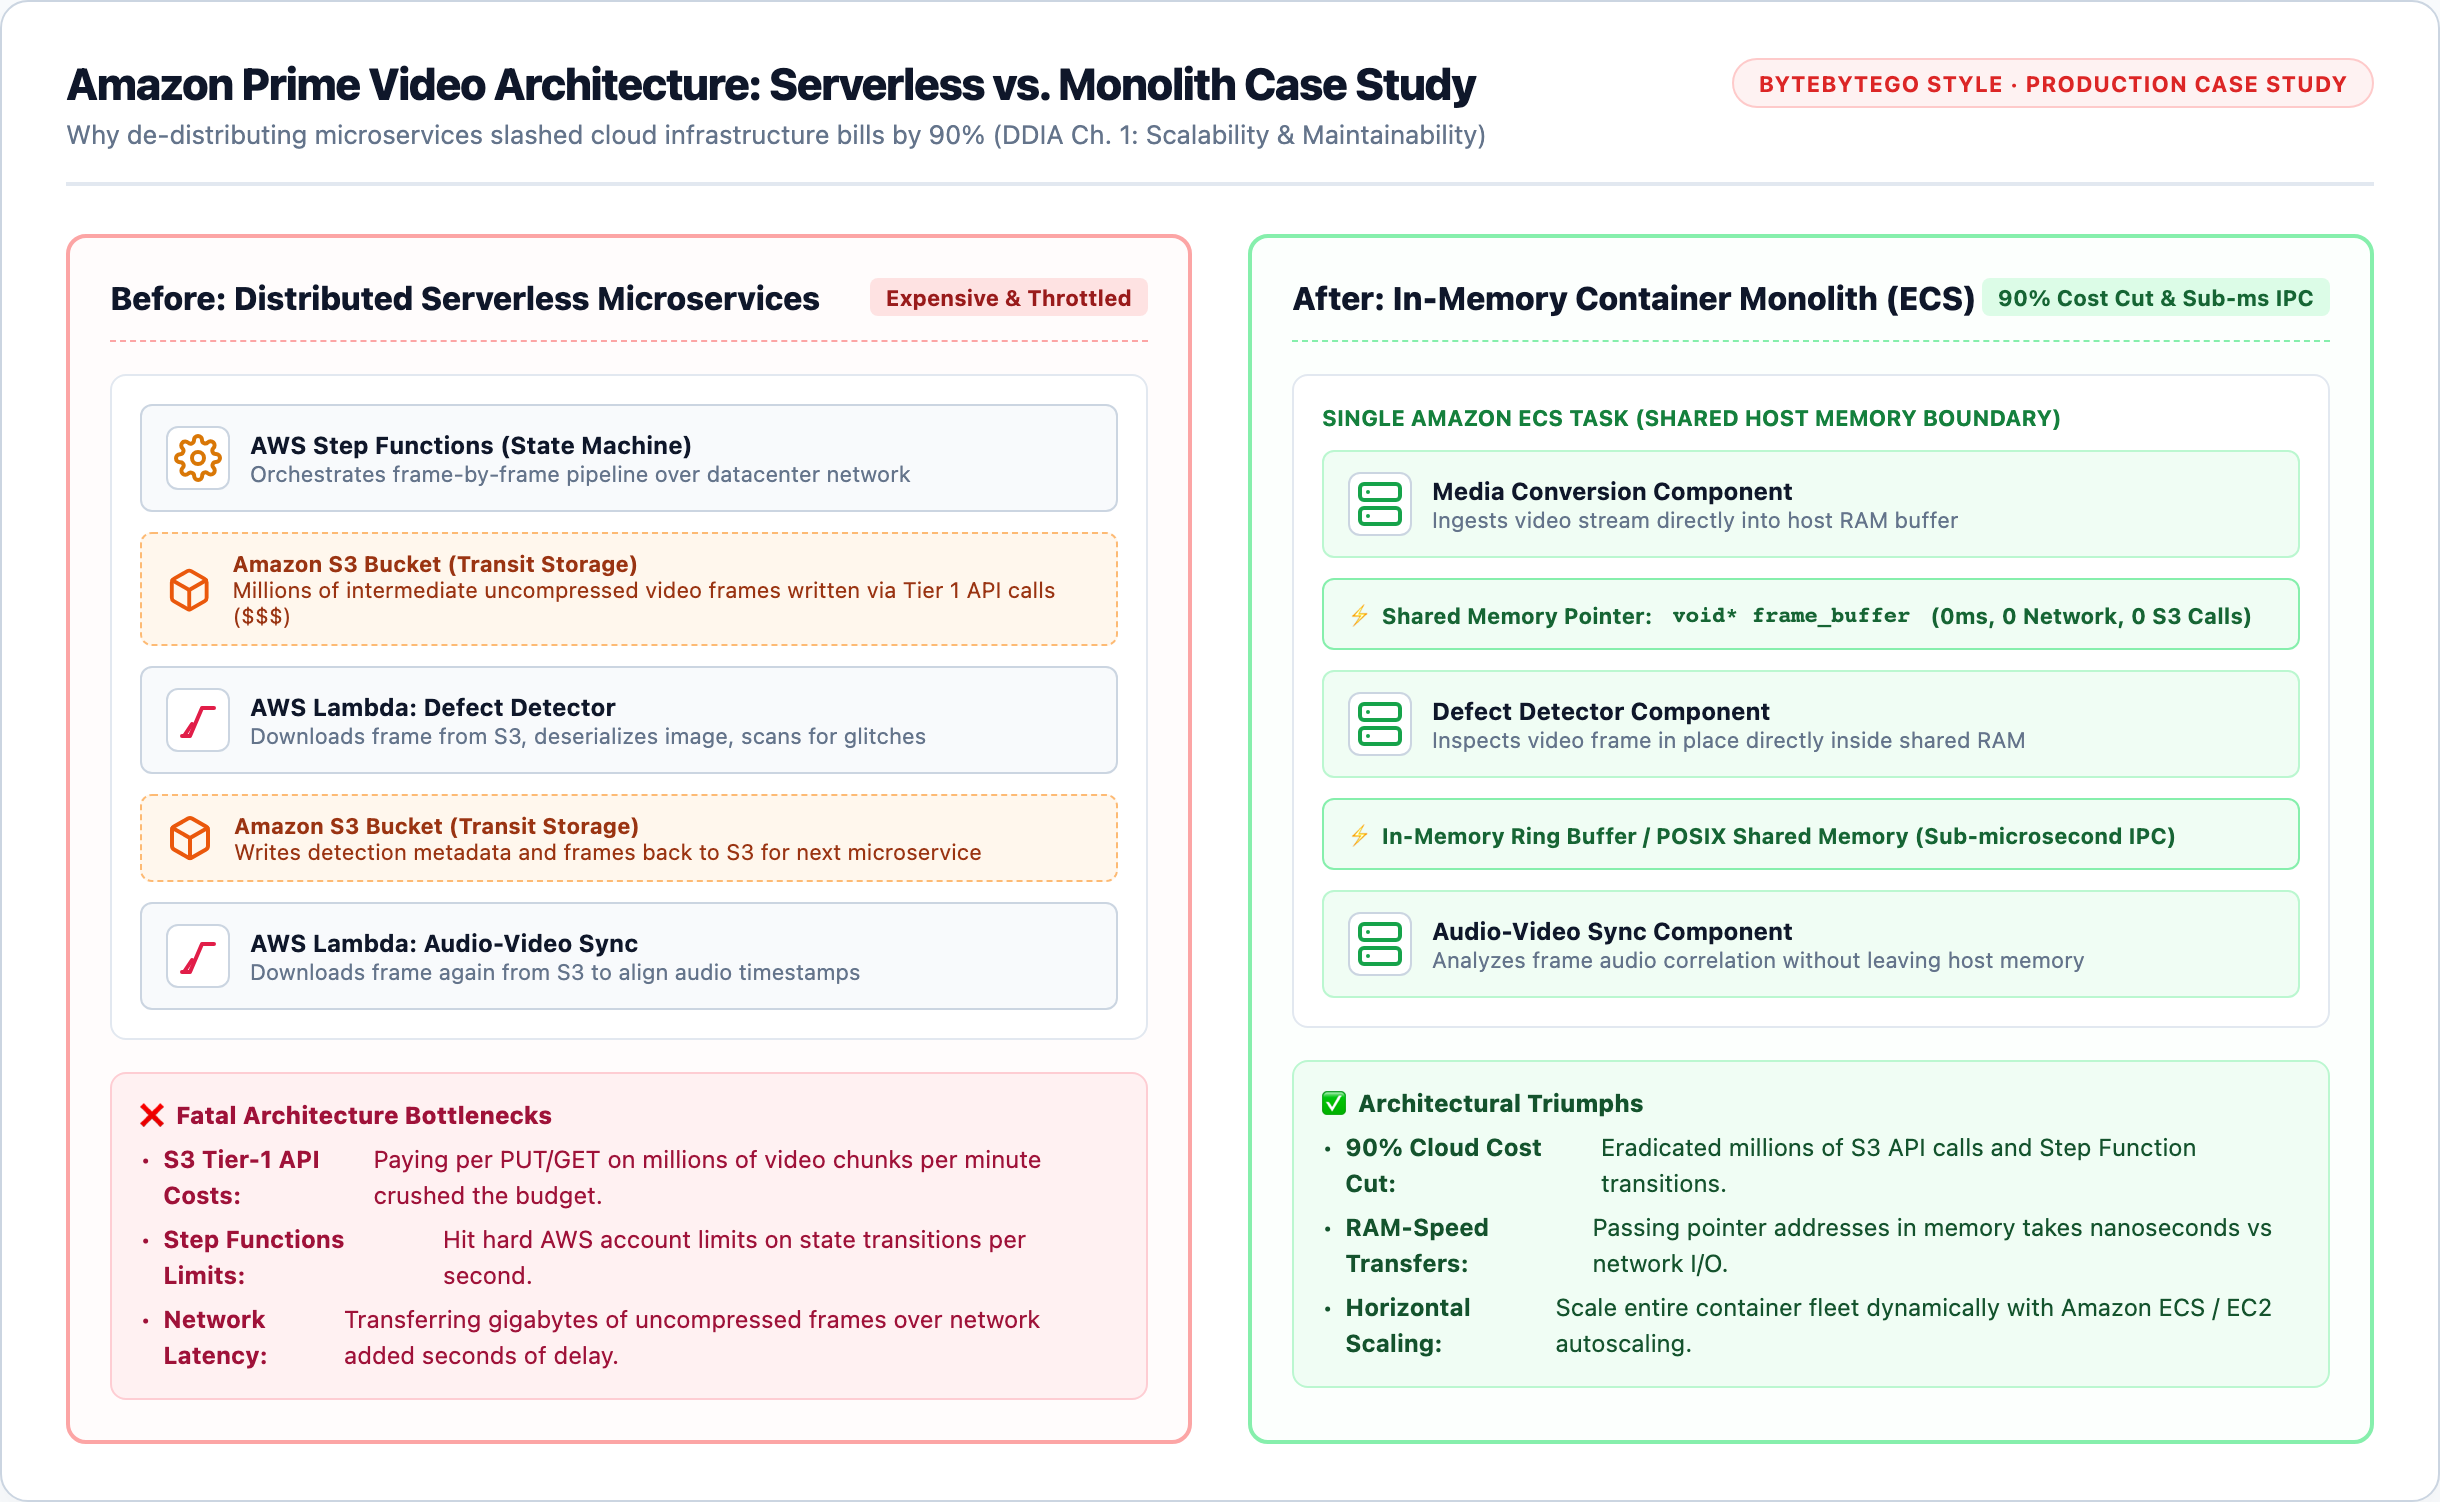 Amazon Prime Video Architecture: Serverless vs. Monolith Case Study
BYTEBYTEGO STYLE · PRODUCTION CASE STUDY
Why de-distributing microservices slashed cloud infrastructure bills by 90% (DDIA Ch. 1: Scalability & Maintainability)
Before: Distributed Serverless Microservices
Expensive & Throttled
AWS Step Functions (State Machine)
Orchestrates frame-by-frame pipeline over datacenter network
Amazon S3 Bucket (Transit Storage)
Millions of intermediate uncompressed video frames written via Tier 1 API calls
($$$)
AWS Lambda: Defect Detector
Downloads frame from S3, deserializes image, scans for glitches
Amazon S3 Bucket (Transit Storage)
Writes detection metadata and frames back to S3 for next microservice
AWS Lambda: Audio-Video Sync
Downloads frame again from S3 to align audio timestamps
❌ Fatal Architecture Bottlenecks
• S3 Tier-1 API Paying per PUT/GET on millions of video chunks per minute
Costs: crushed the budget.
• Step Functions Hit hard AWS account limits on state transitions per
Limits: second.
• Network Transferring gigabytes of uncompressed frames over network
Latency: added seconds of delay.
After: In-Memory Container Monolith (ECS)
90% Cost Cut & Sub-ms IPC
SINGLE AMAZON ECS TASK (SHARED HOST MEMORY BOUNDARY)
Media Conversion Component
Ingests video stream directly into host RAM buffer
⚡ Shared Memory Pointer: void* frame_buffer (0ms, 0 Network, 0 S3 Calls)
Defect Detector Component
Inspects video frame in place directly inside shared RAM
⚡ In-Memory Ring Buffer / POSIX Shared Memory (Sub-microsecond IPC)
Audio-Video Sync Component
Analyzes frame audio correlation without leaving host memory
✅ Architectural Triumphs
• 90% Cloud Cost Eradicated millions of S3 API calls and Step Function
Cut: transitions.
• RAM-Speed Passing pointer addresses in memory takes nanoseconds vs
Transfers: network I/O.
• Horizontal Scale entire container fleet dynamically with Amazon ECS / EC2
Scaling: autoscaling.